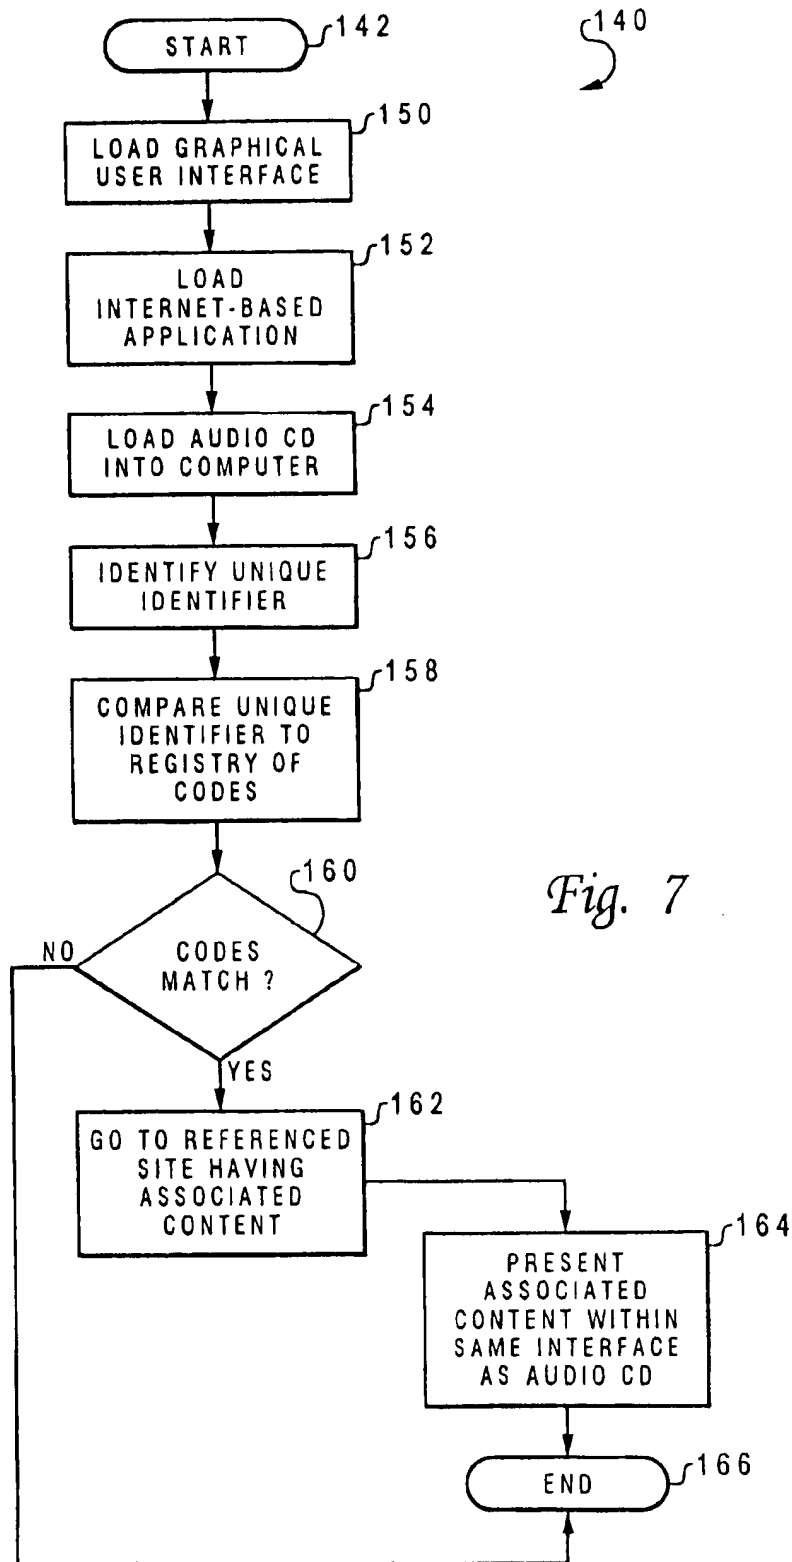 START
142
140
150
LOAD GRAPHICAL
USER INTERFACE
152
LOAD
INTERNET-BASED
APPLICATION
154
LOAD AUDIO CD
INTO COMPUTER
156
IDENTIFY UNIQUE
IDENTIFIER
158
COMPARE UNIQUE
IDENTIFIER TO
REGISTRY OF
CODES
160
Fig. 7
NO
CODES
MATCH ?
YES
162
GO TO REFERENCED
SITE HAVING
ASSOCIATED
CONTENT
164
PRESENT
ASSOCIATED
CONTENT WITHIN
SAME INTERFACE
AS AUDIO CD
END
166